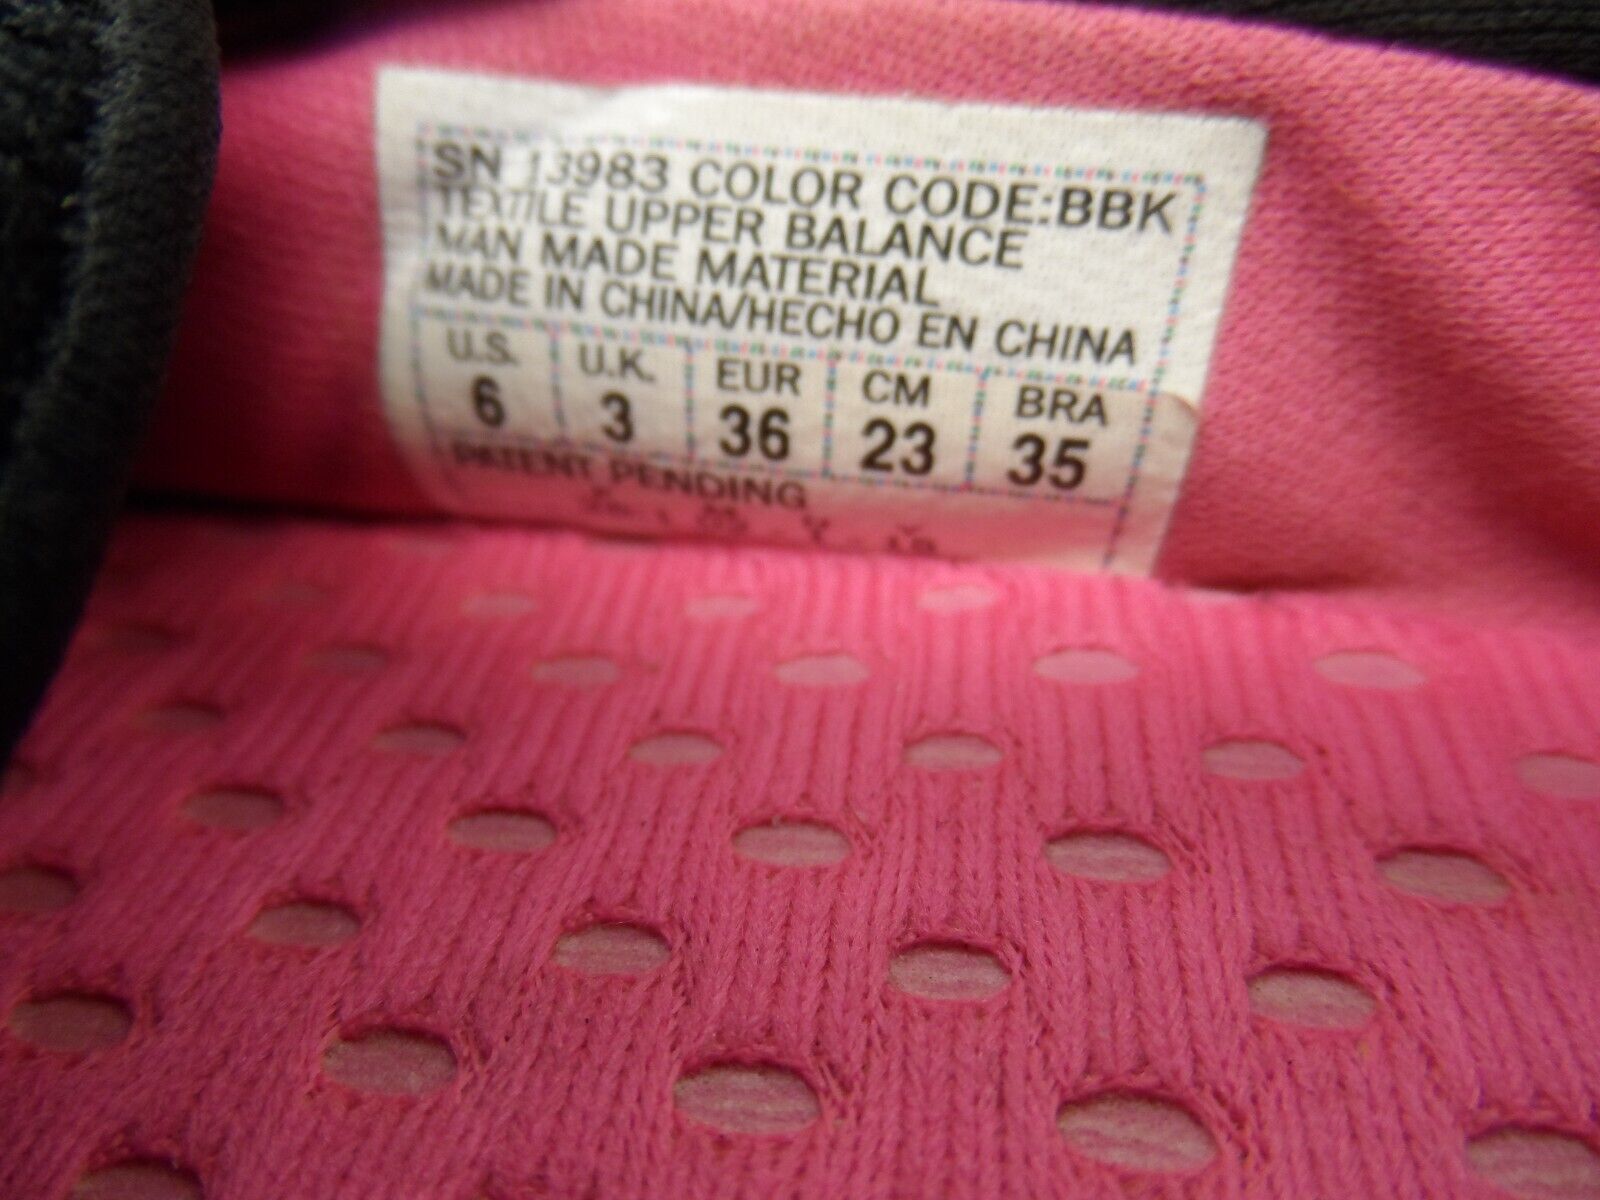 SN 13983 COLOR CODE:BBK
TEXTILE UPPER BALANCE
MAN MADE MATERIAL
MADE IN CHINA/HECHO EN CHINA
U.S. U.K. EUR CM BRA
6 3 36 23 35
PATENT PENDING